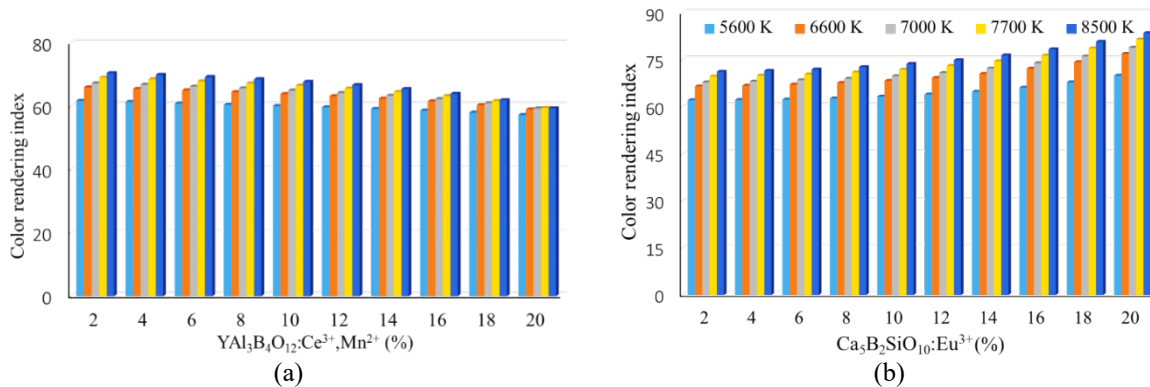 Color rendering index
80
60
40
20
0
2 4 6 8 10 12 14 16 18 20
YAl₃B₄O₁₂:Ce³⁺,Mn²⁺ (%)
(a)
Color rendering index
90
75
60
45
30
15
0
5600 K 6600 K 7000 K 7700 K 8500 K
2 4 6 8 10 12 14 16 18 20
Ca₅B₂SiO₁₀:Eu³⁺(%)
(b)